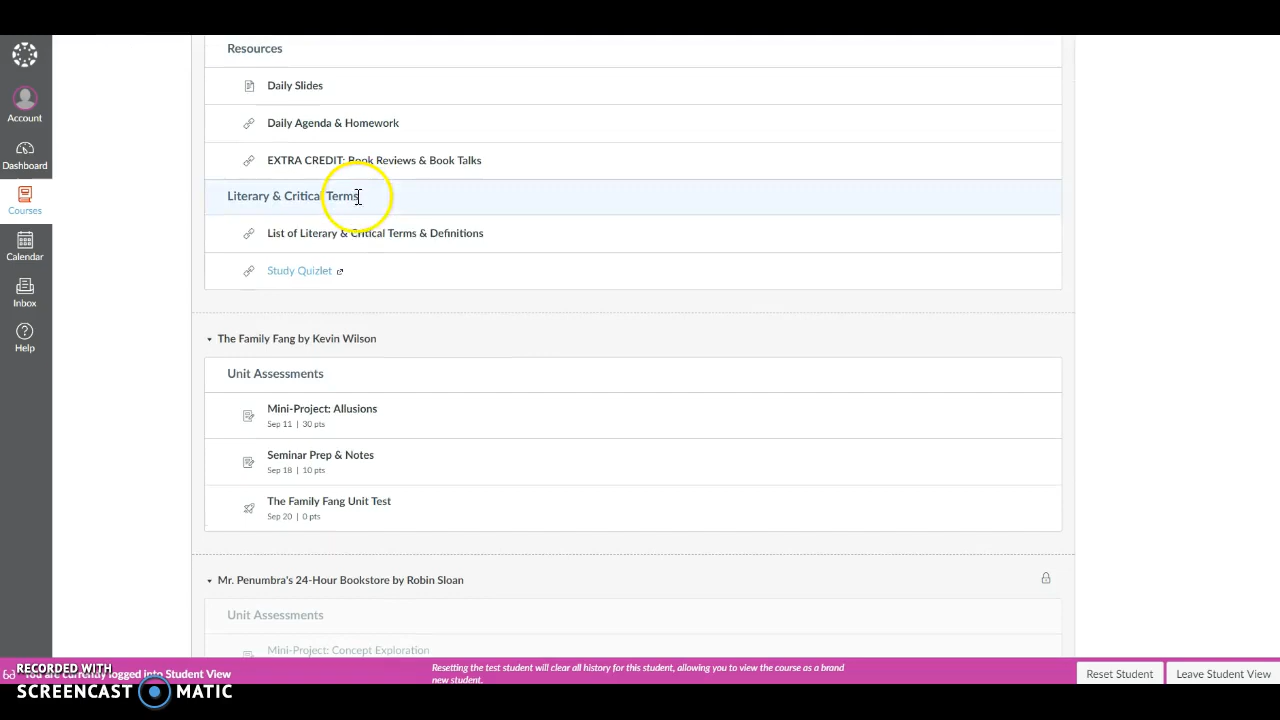 Resources
Daily Slides
Account
Daily Agenda & Homework
Dashboard
EXTRA CREDIT: Book Reviews & Book Talks
Literary & Critical Terms
Courses
List of Literary & Critical Terms & Definitions
Calendar
Study Quizlet
Inbox
Help
The Family Fang by Kevin Wilson
Unit Assessments
Mini-Project: Allusions
Sep 11 | 30 pts
Seminar Prep & Notes
Sep 18 | 10 pts
The Family Fang Unit Test
Sep 20 | 0 pts
Mr. Penumbra's 24-Hour Bookstore by Robin Sloan
Unit Assessments
Mini-Project: Concept Exploration
You are currently logged into Student View
Resetting the test student will clear all history for this student, allowing you to view the course as a brand
new student.
Reset Student
Leave Student View
RECORDED WITH
SCREENCAST MATIC